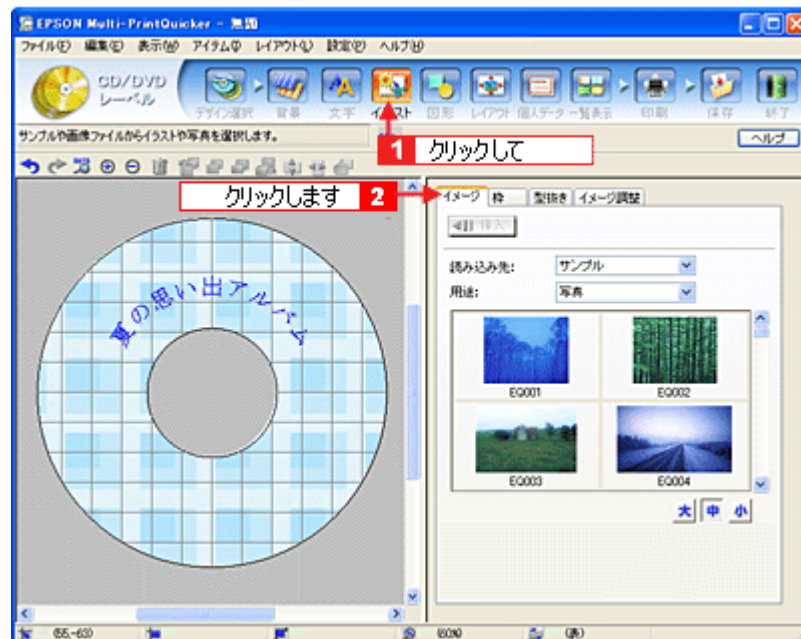 EPSON Multi-PrintQuicker - 無題
ファイル(F) 編集(E) 表示(W) アイテム(I) レイアウト(L) 設定(P) ヘルプ(H)
CD/DVD
レーベル
デザイン選択 背景 文字 イラスト 図形 レイアウト 個人データ 一覧表示 印刷 保存 終了
サンプルや画像ファイルからイラストや写真を選択します。
ヘルプ
1 クリックして
クリックします 2
イメージ 枠 型抜き イメージ調整
挿入
読み込み先: サンプル
用途: 写真
夏の思い出アルバム
EQ001 EQ002
EQ003 EQ004
大 中 小
(55,-63) (60%) (表)